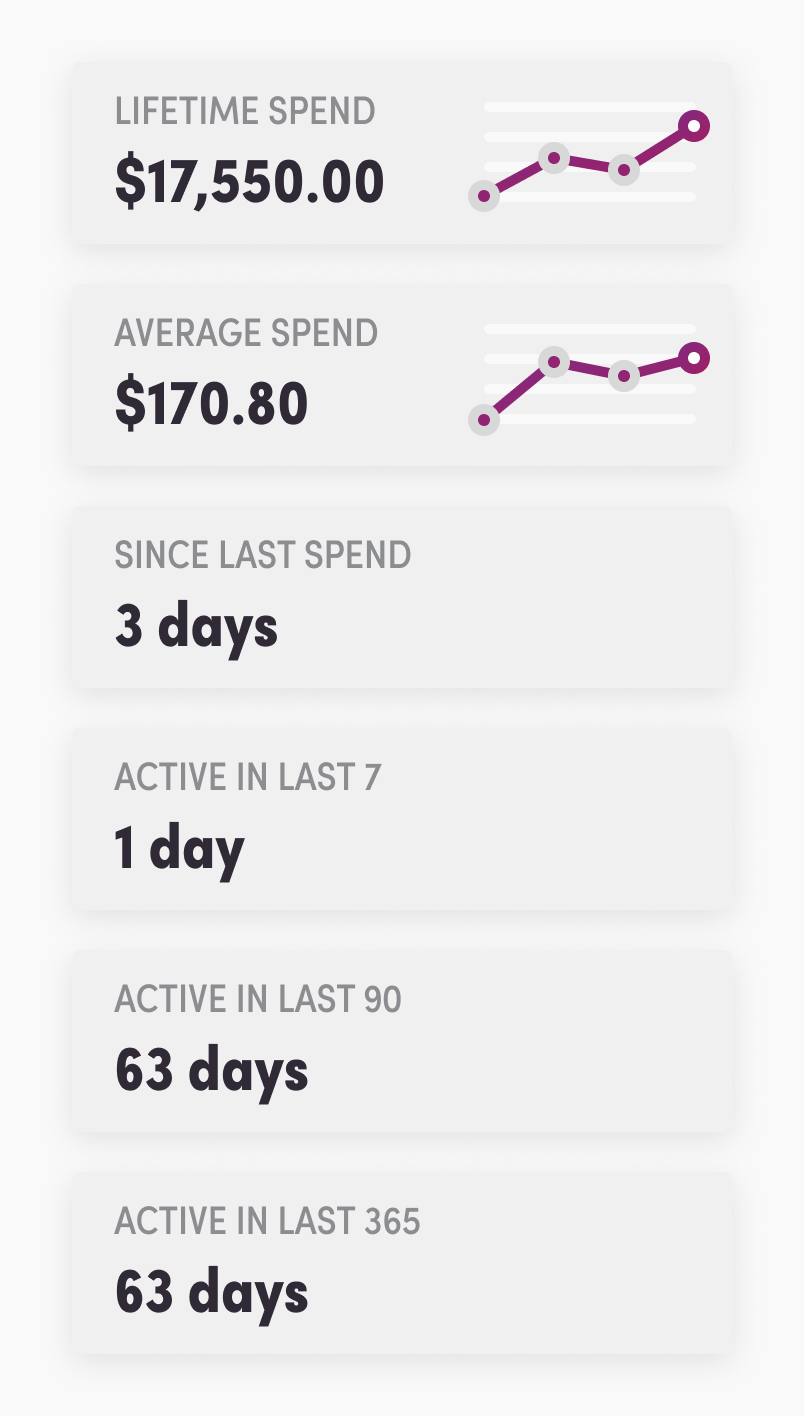 LIFETIME SPEND
$17,550.00
AVERAGE SPEND
$170.80
SINCE LAST SPEND
3 days
ACTIVE IN LAST 7
1 day
ACTIVE IN LAST 90
63 days
ACTIVE IN LAST 365
63 days